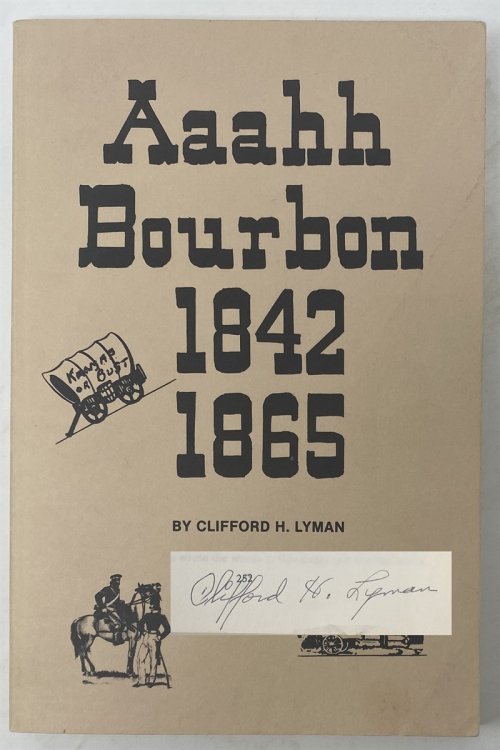 Aaahh
Bourbon
1842
1865
KANSAS
OR BUST
BY CLIFFORD H. LYMAN
252
Clifford H. Lyman